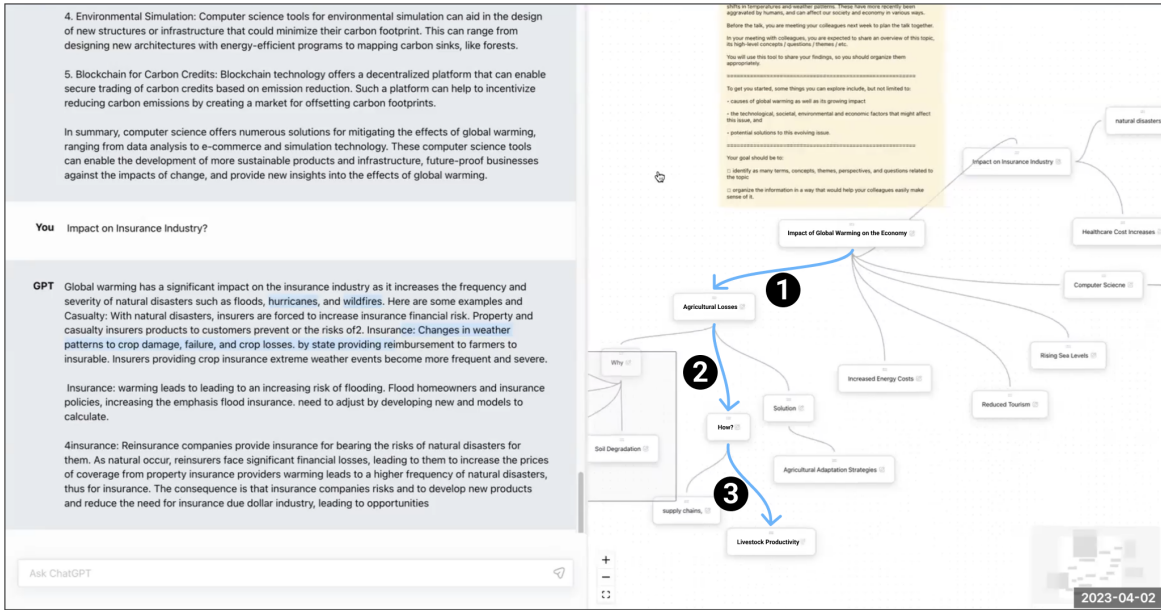 4. Environmental Simulation: Computer science tools for environmental simulation can aid in the design
of new structures or infrastructure that could minimize their carbon footprint. This can range from
designing new architectures with energy-efficient programs to mapping carbon sinks, like forests.
5. Blockchain for Carbon Credits: Blockchain technology offers a decentralized platform that can enable
secure trading of carbon credits based on emission reduction. Such a platform can help to incentivize
reducing carbon emissions by creating a market for offsetting carbon footprints.
In summary, computer science offers numerous solutions for mitigating the effects of global warming,
ranging from data analysis to e-commerce and simulation technology. These computer science tools
can enable the development of more sustainable products and infrastructure, future-proof businesses
against the impacts of change, and provide new insights into the effects of global warming.
You Impact on Insurance Industry?
GPT Global warming has a significant impact on the insurance industry as it increases the frequency and
severity of natural disasters such as floods, hurricanes, and wildfires. Here are some examples and
Casualty: With natural disasters, insurers are forced to increase insurance financial risk. Property and
casualty insurers products to customers prevent or the risks of2. Insurance: Changes in weather
patterns to crop damage, failure, and crop losses. by state providing reimbursement to farmers to
insurable. Insurers providing crop insurance extreme weather events become more frequent and severe.
Insurance: warming leads to leading to an increasing risk of flooding. Flood homeowners and insurance
policies, increasing the emphasis flood insurance. need to adjust by developing new and models to
calculate.
4insurance: Reinsurance companies provide insurance for bearing the risks of natural disasters for
them. As natural occur, reinsurers face significant financial losses, leading to them to increase the prices
of coverage from property insurance providers warming leads to a higher frequency of natural disasters,
thus for insurance. The consequence is that insurance companies risks and to develop new products
and reduce the need for insurance due dollar industry, leading to opportunities
Ask ChatGPT
shifts in temperatures and weather patterns. These have more recently been
aggravated by humans, and can affect our society and economy in various ways.
Before the talk, you are meeting your colleagues next week to plan the talk together.
In your meeting with colleagues, you are expected to share an overview of this topic,
its high-level concepts / questions / themes / etc.
You will use this tool to share your findings, so you should organize them
appropriately.
To get you started, some things you can explore include, but not limited to:
- causes of global warming as well as its growing impact
- the technological, societal, environmental and economic factors that might affect
this issue, and
- potential solutions to this evolving issue.
Your goal should be to:
□ identify as many terms, concepts, themes, perspectives, and questions related to
the topic
□ organize the information in a way that would help your colleagues easily make
sense of it.
natural disasters
Impact on Insurance Industry
Impact of Global Warming on the Economy
Healthcare Cost Increases
1
Computer Sciecne
Agricultural Losses
Rising Sea Levels
Why
2
Increased Energy Costs
Reduced Tourism
Solution
How?
Soil Degradation
Agricultural Adaptation Strategies
3
supply chains,
Livestock Productivity
2023-04-02